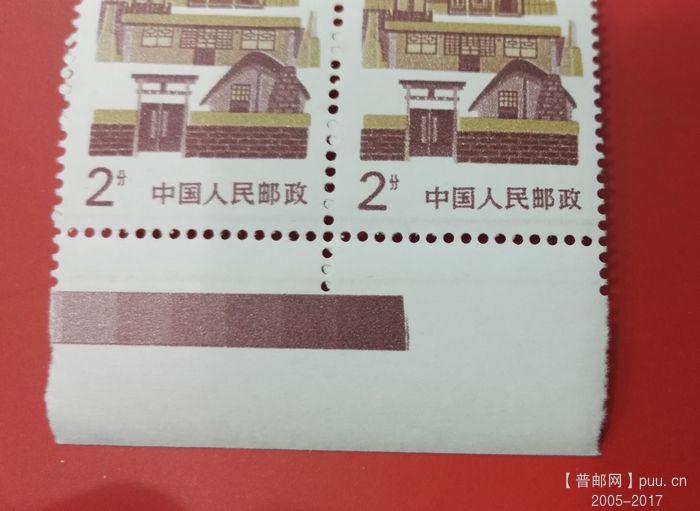 2分 中国人民邮政
2分 中国人民邮政
【普邮网】puu.cn
2005-2017